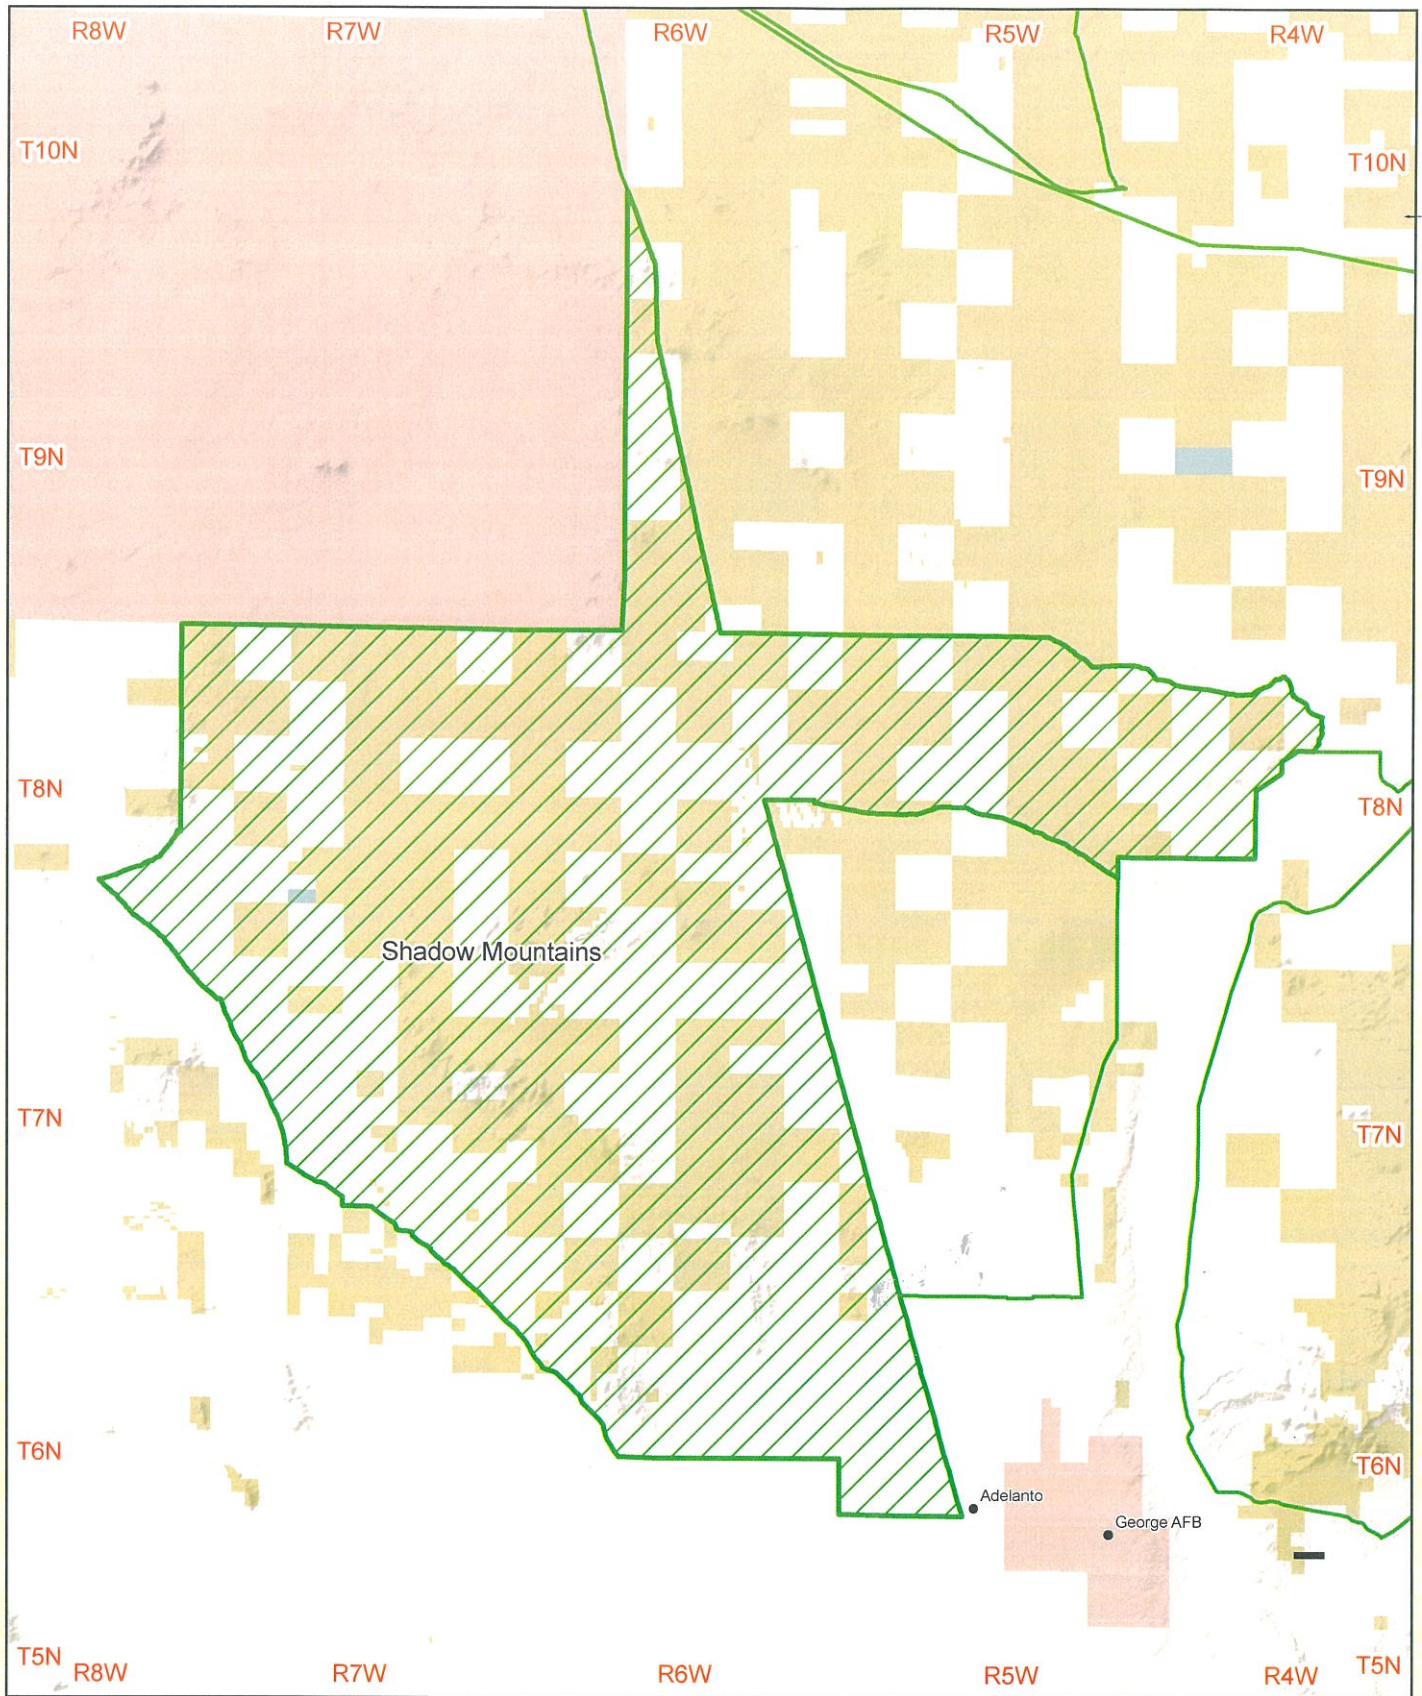 R8W R7W R6W R5W R4W
T10N T10N
T9N T9N
T8N T8N
Shadow Mountains
T7N T7N
T6N T6N
Adelanto
George AFB
T5N T5N
R8W R7W R6W R5W R4W